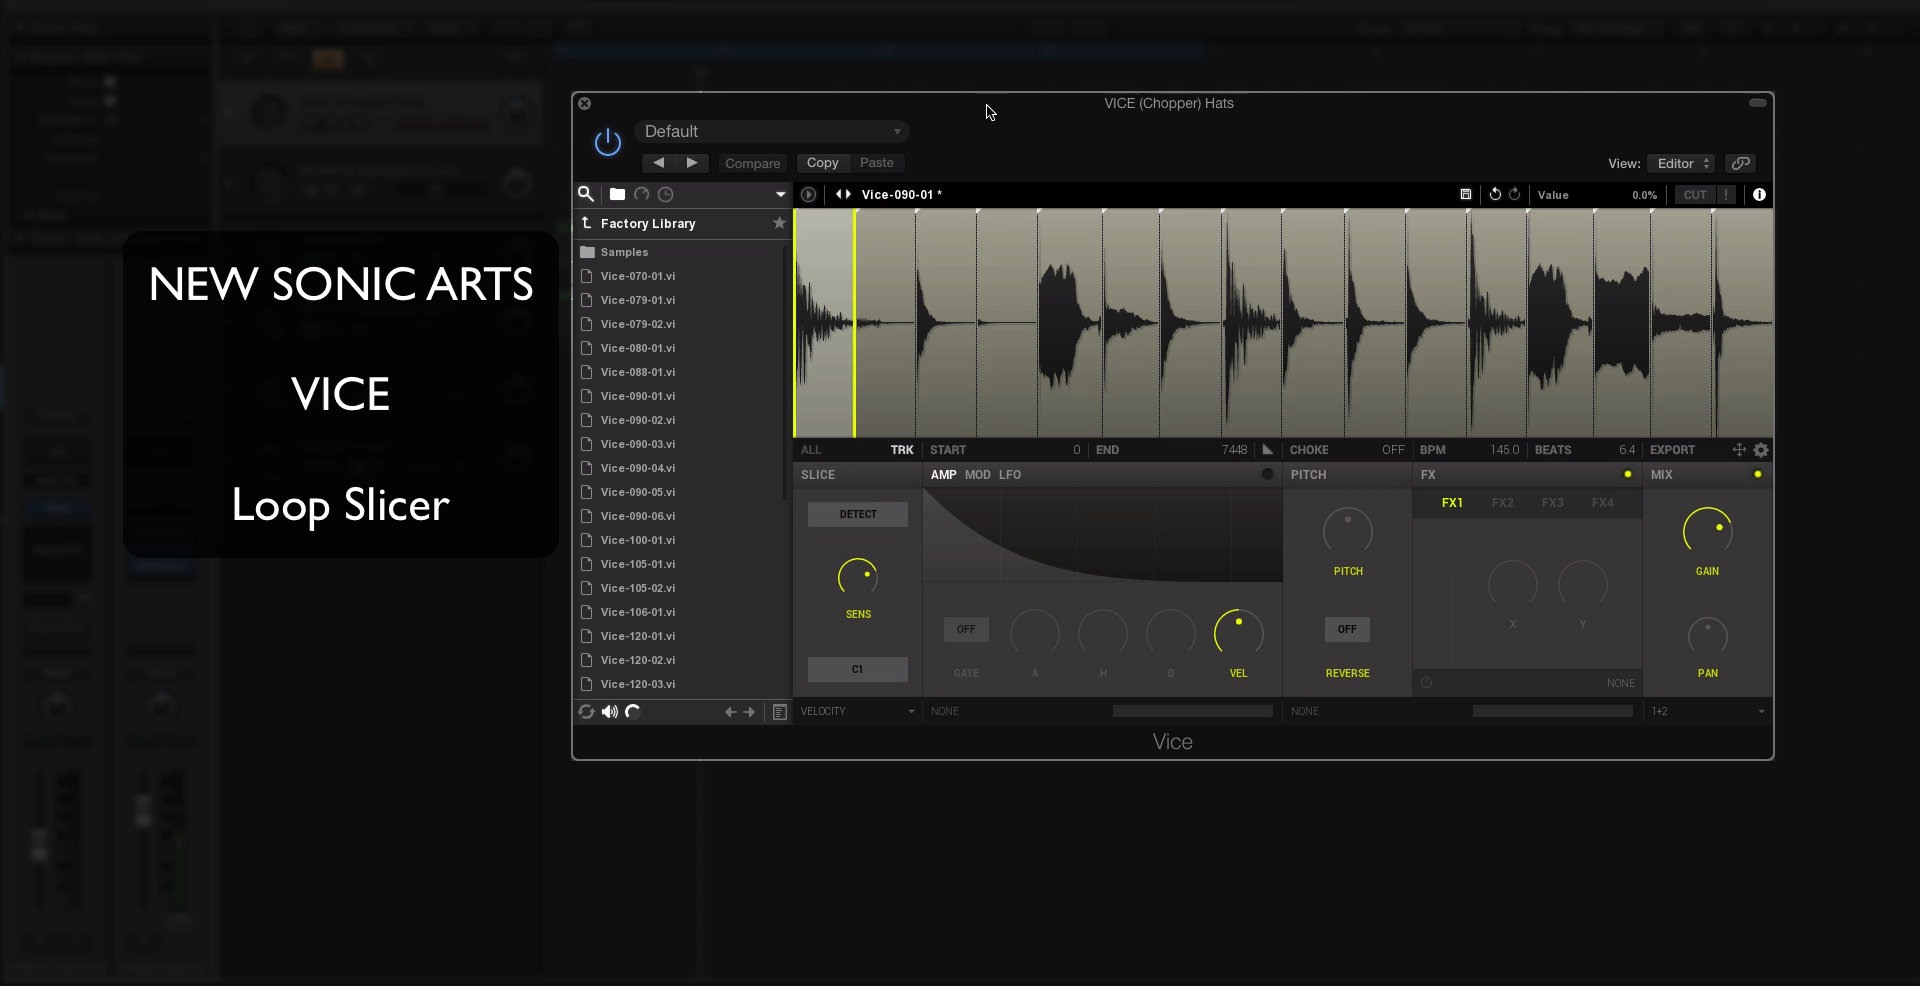 VICE (Chopper) Hats
Default
Compare Copy Paste
View: Editor
Vice-090-01 * Value 0.0% CUT !
Factory Library
Samples
Vice-070-01.vi
Vice-079-01.vi
Vice-079-02.vi
Vice-080-01.vi
Vice-088-01.vi
Vice-090-01.vi
Vice-090-02.vi
Vice-090-03.vi
Vice-090-04.vi
Vice-090-05.vi
Vice-090-06.vi
Vice-100-01.vi
Vice-105-01.vi
Vice-105-02.vi
Vice-106-01.vi
Vice-120-01.vi
Vice-120-02.vi
Vice-120-03.vi
NEW SONIC ARTS
VICE
Loop Slicer
ALL TRK START 0 END 7448 CHOKE OFF BPM 145.0 BEATS 6.4 EXPORT
SLICE AMP MOD LFO PITCH FX MIX
FX1 FX2 FX3 FX4
DETECT
SENS
C1
OFF
GATE A H D VEL
PITCH
OFF
REVERSE
X Y
NONE
GAIN
PAN
VELOCITY NONE NONE 1+2
Vice